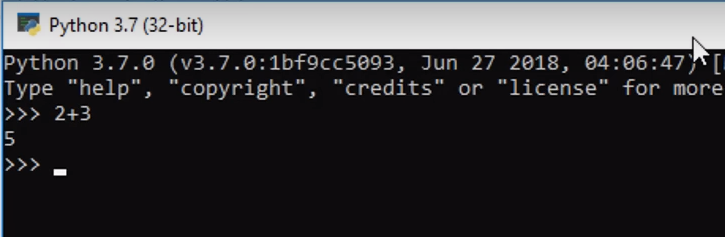 Python 3.7 (32-bit)
Python 3.7.0 (v3.7.0:1bf9cc5093, Jun 27 2018, 04:06:47) [
Type "help", "copyright", "credits" or "license" for more
>>> 2+3
5
>>>